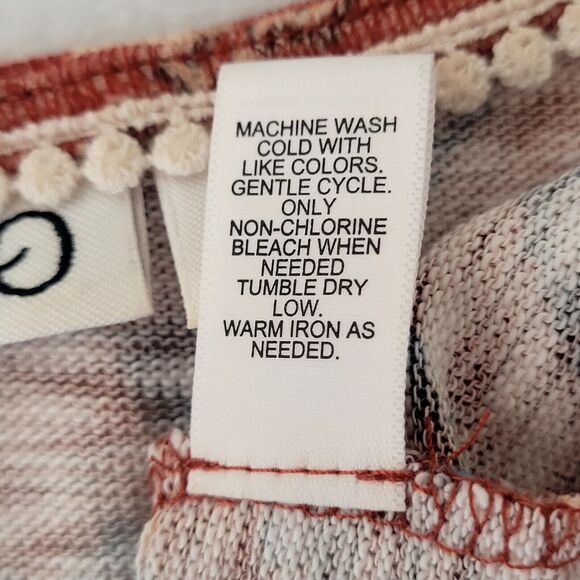 MACHINE WASH
COLD WITH
LIKE COLORS.
GENTLE CYCLE.
ONLY
NON-CHLORINE
BLEACH WHEN
NEEDED
TUMBLE DRY
LOW.
WARM IRON AS
NEEDED.